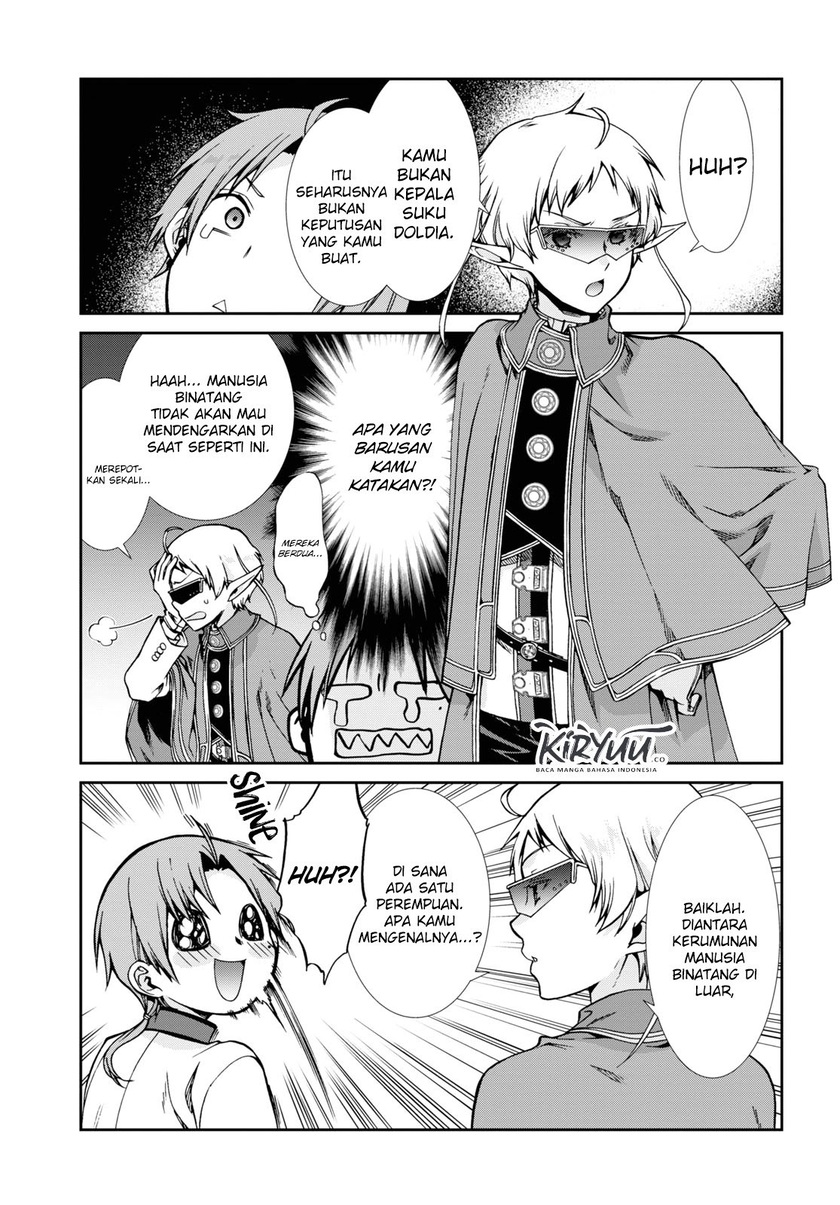 HUH?
KAMU
BUKAN
KEPALA
SUKU
DOLDIA.
ITU
SEHARUSNYA
BUKAN
KEPUTUSAN
YANG KAMU
BUAT.
APA YANG
BARUSAN
KAMU
KATAKAN?!
MEREKA
BERDUA...
HAAH... MANUSIA
BINATANG
TIDAK AKAN MAU
MENDENGARKAN DI
SAAT SEPERTI INI.
MEREPOT-
KAN SEKALI...
KiRYUU.CO
BACA MANGA BAHASA INDONESIA
BAIKLAH.
DIANTARA
KERUMUNAN
MANUSIA
BINATANG DI
LUAR,
DI SANA
ADA SATU
PEREMPUAN.
APA KAMU
MENGENALNYA...?
HUH?!
Shine